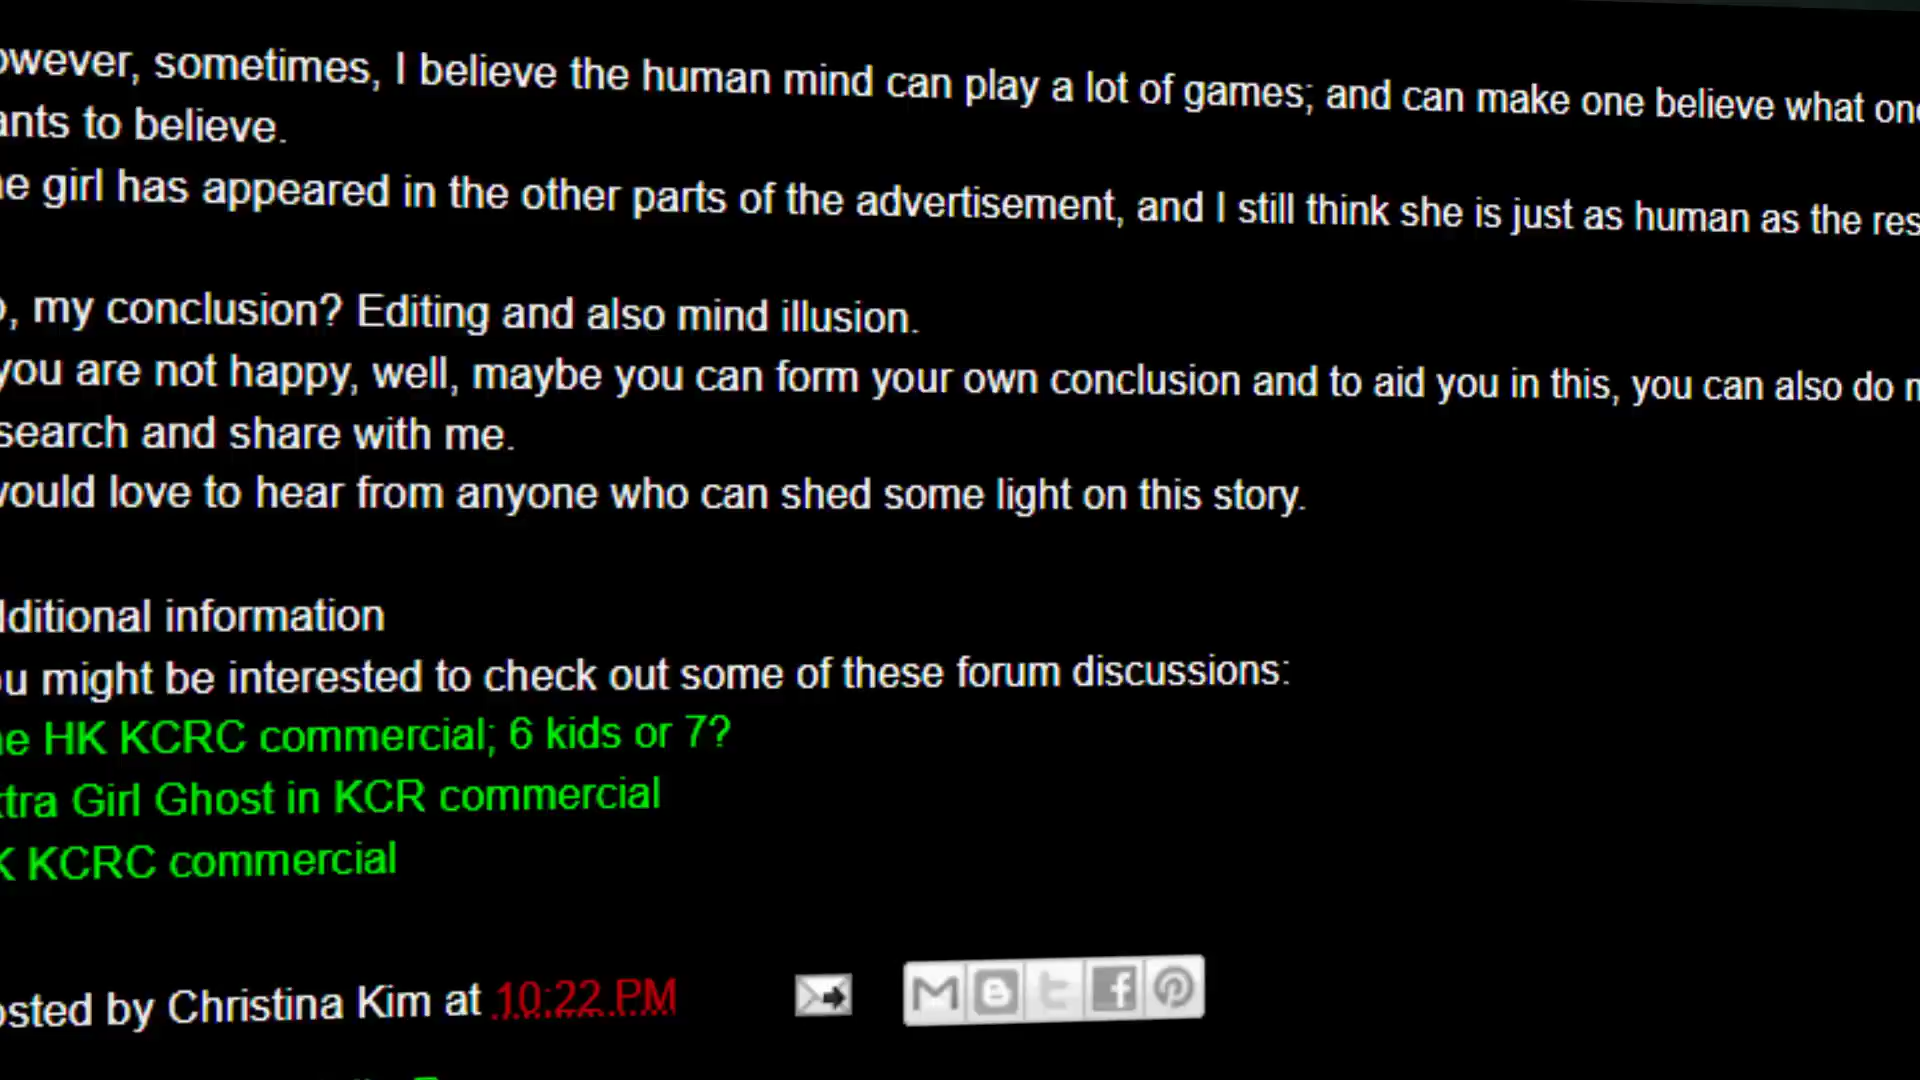 owever, sometimes, I believe the human mind can play a lot of games; and can make one believe what one
ants to believe.
e girl has appeared in the other parts of the advertisement, and I still think she is just as human as the res
o, my conclusion? Editing and also mind illusion.
you are not happy, well, maybe you can form your own conclusion and to aid you in this, you can also do m
search and share with me.
would love to hear from anyone who can shed some light on this story.
dditional information
ou might be interested to check out some of these forum discussions:
e HK KCRC commercial; 6 kids or 7?
tra Girl Ghost in KCR commercial
K KCRC commercial
osted by Christina Kim at 10:22 PM